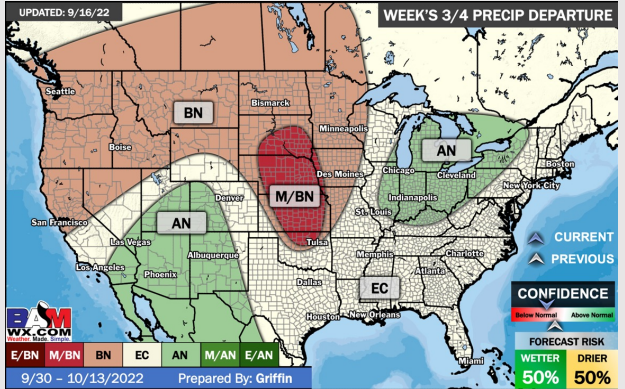 UPDATED: 9/16/22
WEEK'S 3/4 PRECIP DEPARTURE
Seattle
BN
Bismarck
Minneapolis
Boise
AN
Boston
Chicago
Cleveland
Des Moines
New York City
M/BN
Indianapolis
Denver
St. Louis
San Francisco
AN
Las Vegas
Tulsa
CURRENT
PREVIOUS
Los Angeles
Albuquerque
Memphis
Charlotte
Phoenix
Atlanta
Dallas
EC
CONFIDENCE
Below Normal
Above Normal
Houston
New Orleans
BAM
WX.COM
Weather. Made. Simple.
FORECAST RISK
WETTER
50%
DRIER
50%
Miami
E/BN
M/BN
BN
EC
AN
M/AN
E/AN
9/30 – 10/13/2022
Prepared By: Griffin